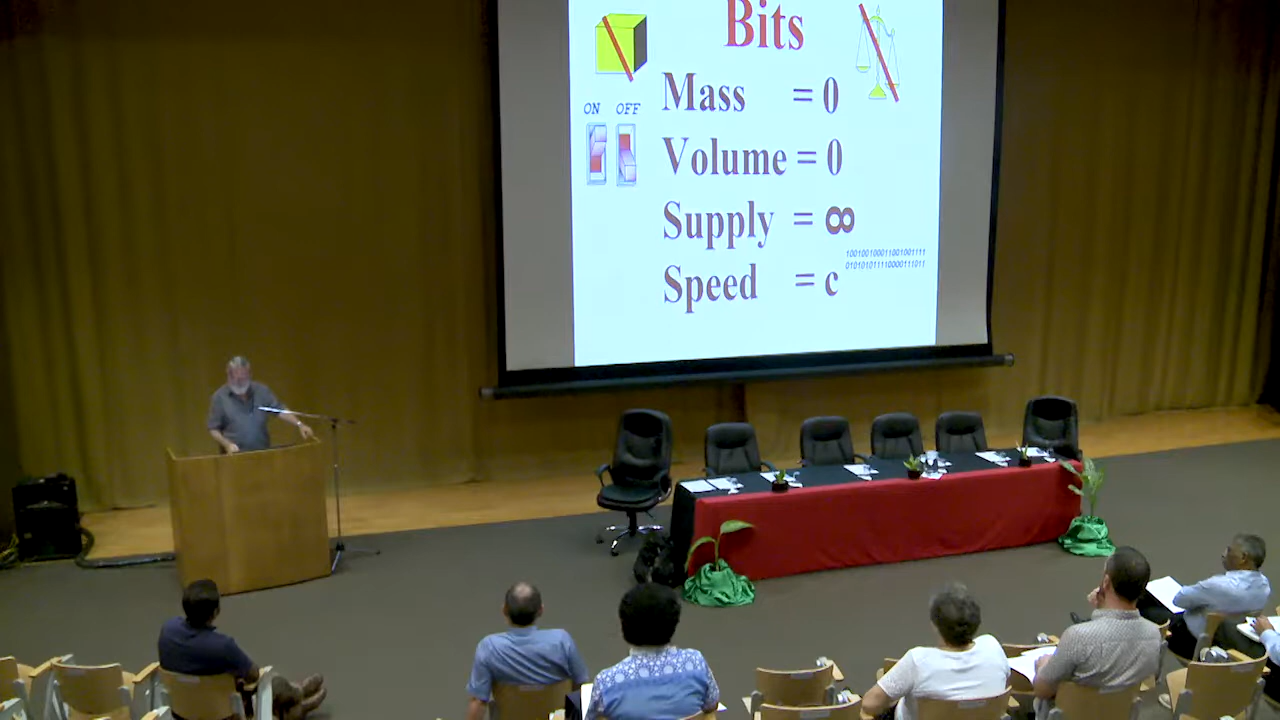 Bits
Mass = 0
ON OFF
Volume = 0
Supply = ∞
Speed = c